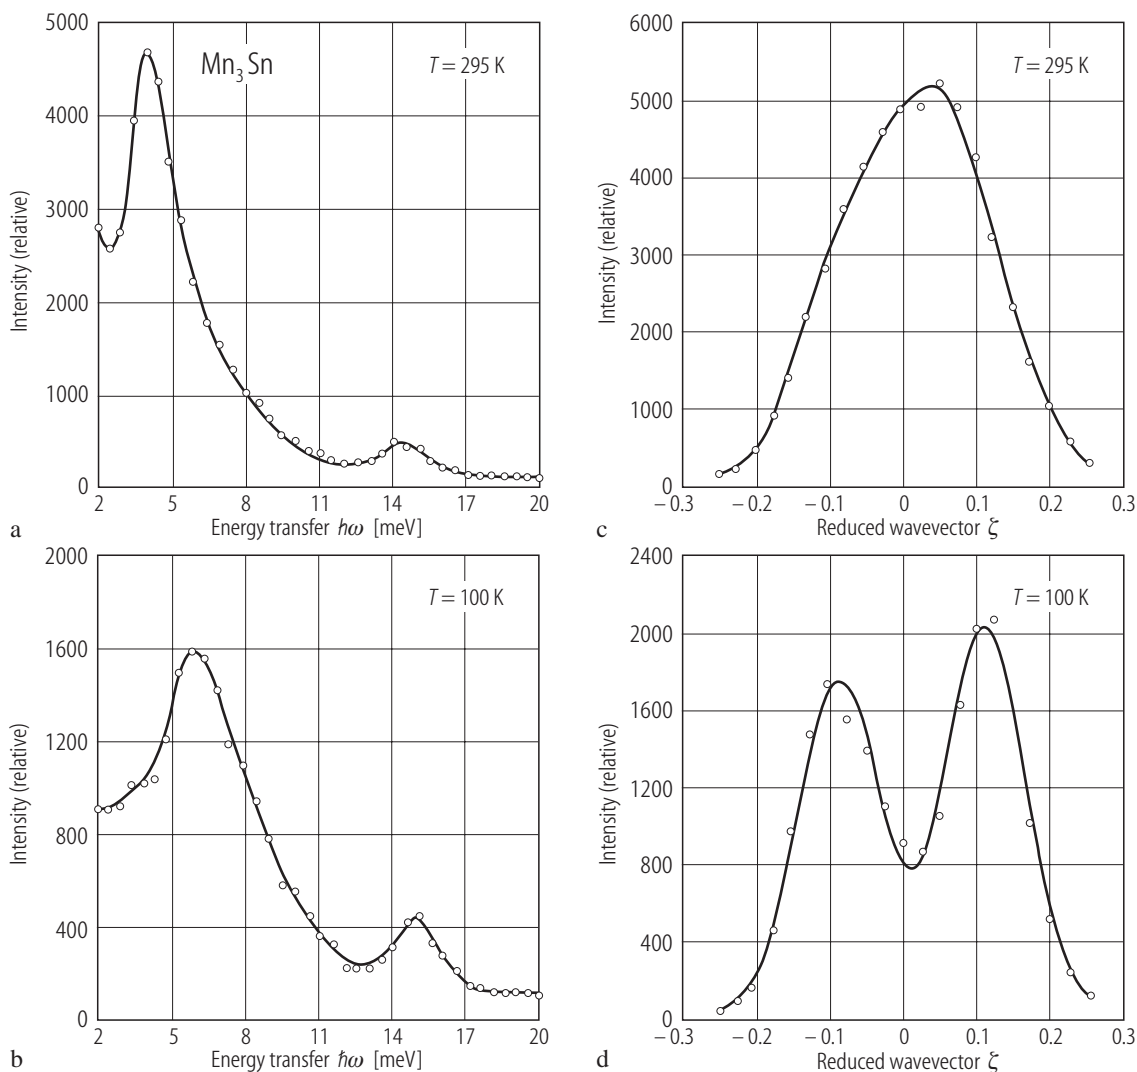 5000
4000
3000
2000
1000
0
Intensity (relative)
Mn₃Sn
T = 295 K
2 5 8 11 14 17 20
Energy transfer ħω [meV]
a
6000
5000
4000
3000
2000
1000
0
Intensity (relative)
T = 295 K
– 0.3 – 0.2 – 0.1 0 0.1 0.2 0.3
Reduced wavevector ζ
c
2000
1600
1200
800
400
0
Intensity (relative)
T = 100 K
2 5 8 11 14 17 20
Energy transfer ħω [meV]
b
2400
2000
1600
1200
800
400
0
Intensity (relative)
T = 100 K
– 0.3 – 0.2 – 0.1 0 0.1 0.2 0.3
Reduced wavevector ζ
d